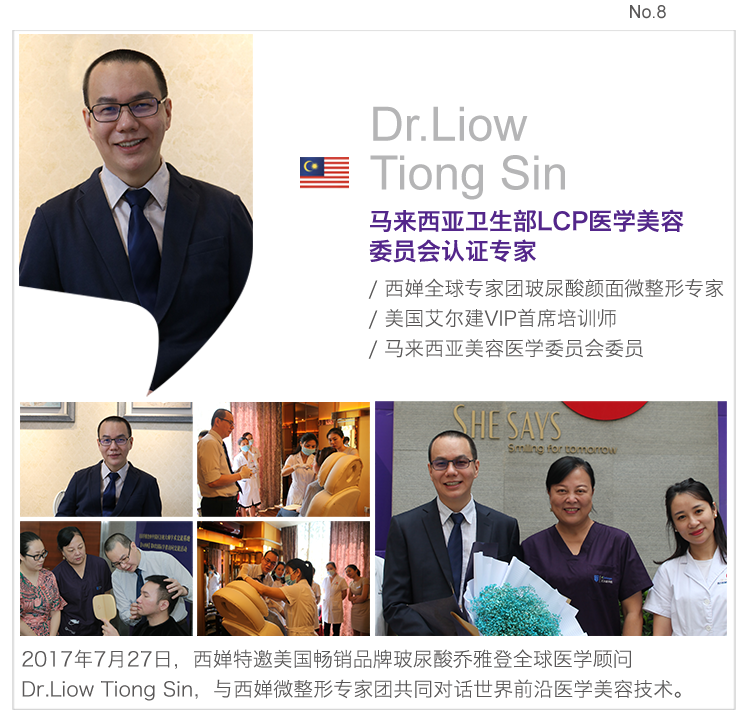 No.8
Dr.Liow
Tiong Sin
马来西亚卫生部LCP医学美容
委员会认证专家
/ 西婵全球专家团玻尿酸颜面微整形专家
/ 美国艾尔建VIP首席培训师
/ 马来西亚美容医学委员会委员
SHE SAYS
Smiling for tomorrow
2017年7月27日，西婵特邀美国畅销品牌玻尿酸乔雅登全球医学顾问
Dr.Liow Tiong Sin，与西婵微整形专家团共同对话世界前沿医学美容技术。